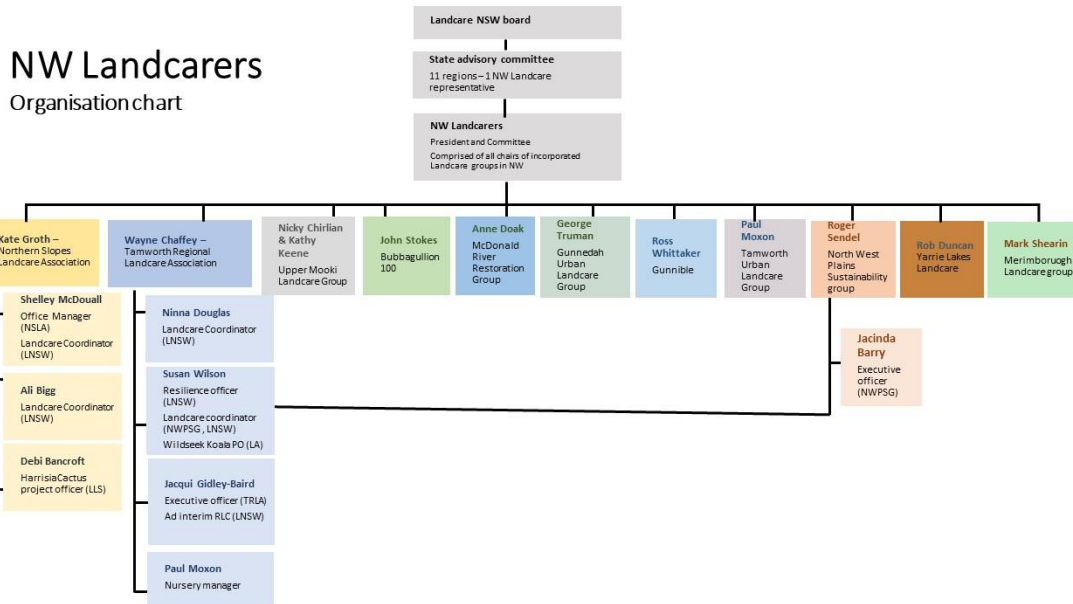 NW Landcarers
Organisation chart
Landcare NSW board
State advisory committee
11 regions – 1 NW Landcare
representative
NW Landcarers
President and Committee
Comprised of all chairs of incorporated
Landcare groups in NW
Kate Groth –
Northern Slopes
Landcare Association
Wayne Chaffey –
Tamworth Regional
Landcare Association
Nicky Chirlian
& Kathy
Keene
Upper Mooki
Landcare Group
John Stokes
Bubbagullion
100
Anne Doak
McDonald
River
Restoration
Group
George
Truman
Gunnedah
Urban
Landcare
Group
Ross
Whittaker
Gunnible
Paul
Moxon
Tamworth
Urban
Landcare
Group
Roger
Sendel
North West
Plains
Sustainability
group
Rob Duncan
Yarrie Lakes
Landcare
Mark Shearin
Merimboruogh
Landcare group
Shelley McDouall
Office Manager
(NSLA)
Landcare Coordinator
(LNSW)
Ali Bigg
Landcare Coordinator
(LNSW)
Debi Bancroft
Harrisia Cactus
project officer (LLS)
Ninna Douglas
Landcare Coordinator
(LNSW)
Susan Wilson
Resilience officer
(LNSW)
Landcare coordinator
(NWPSG , LNSW)
Wildseek Koala PO (LA)
Jacqui Gidley-Baird
Executive officer (TRLA)
Ad interim RLC (LNSW)
Paul Moxon
Nursery manager
Jacinda
Barry
Executive
officer
(NWPSG)